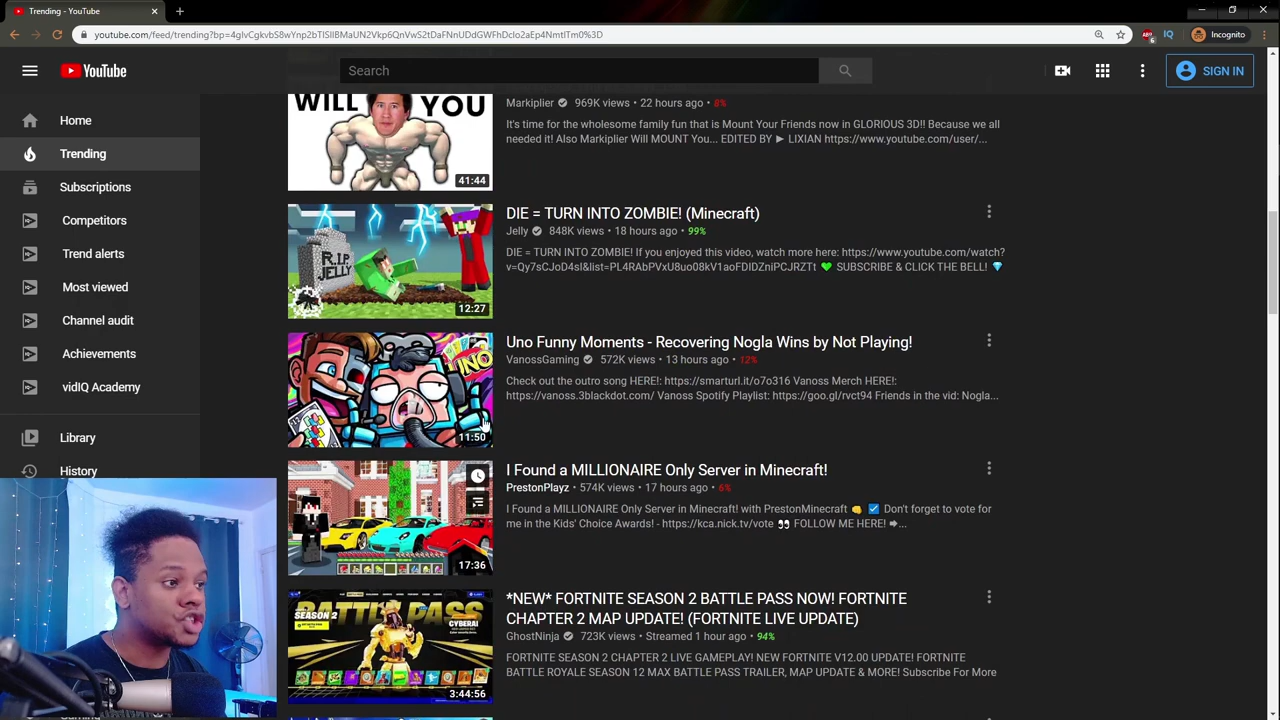 Trending - YouTube
youtube.com/feed/trending?bp=4gIvCgkvbS8wYnp2bTlSIlBMaUN2Vkp6QnVwS2tDaFNnUDdGWFhDclo2aEp4NmtlTm0%3D
Incognito
YouTube
Search
SIGN IN
Home
Trending
Subscriptions
Competitors
Trend alerts
Most viewed
Channel audit
Achievements
vidIQ Academy
Library
History
WILL YOU
41:44
Markiplier 969K views • 22 hours ago • 8%
It's time for the wholesome family fun that is Mount Your Friends now in GLORIOUS 3D!! Because we all
needed it! Also Markiplier Will MOUNT You... EDITED BY ► LIXIAN https://www.youtube.com/user/...
R.I.P
JELLY
12:27
DIE = TURN INTO ZOMBIE! (Minecraft)
Jelly 848K views • 18 hours ago • 99%
DIE = TURN INTO ZOMBIE! If you enjoyed this video, watch more here: https://www.youtube.com/watch?
v=Qy7sCJoD4sI&list=PL4RAbPVxU8uo08kV1aoFDIDZniPCJRZTt 💚 SUBSCRIBE & CLICK THE BELL! 💎
UNO
11:50
Uno Funny Moments - Recovering Nogla Wins by Not Playing!
VanossGaming 572K views • 13 hours ago • 12%
Check out the outro song HERE!: https://smarturl.it/o7o316 Vanoss Merch HERE!:
https://vanoss.3blackdot.com/ Vanoss Spotify Playlist: https://goo.gl/rvct94 Friends in the vid: Nogla...
17:36
I Found a MILLIONAIRE Only Server in Minecraft!
PrestonPlayz • 574K views • 17 hours ago • 6%
I Found a MILLIONAIRE Only Server in Minecraft! with PrestonMinecraft 👊 ☑️ Don't forget to vote for
me in the Kids' Choice Awards! - https://kca.nick.tv/vote 👀 FOLLOW ME HERE! ➡...
BATTLE PASS
SEASON 2
CYBERAI
3:44:56
*NEW* FORTNITE SEASON 2 BATTLE PASS NOW! FORTNITE
CHAPTER 2 MAP UPDATE! (FORTNITE LIVE UPDATE)
GhostNinja 723K views • Streamed 1 hour ago • 94%
FORTNITE SEASON 2 CHAPTER 2 LIVE GAMEPLAY! NEW FORTNITE V12.00 UPDATE! FORTNITE
BATTLE ROYALE SEASON 12 MAX BATTLE PASS TRAILER, MAP UPDATE & MORE! Subscribe For More